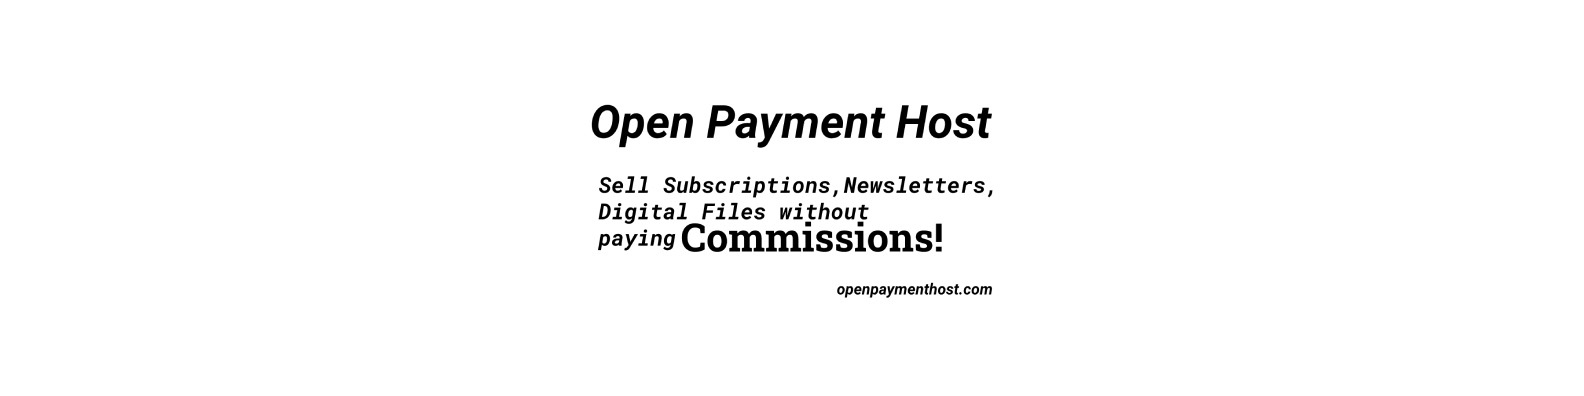 Open Payment Host
Sell Subscriptions,Newsletters,
Digital Files without
paying Commissions!
openpaymenthost.com